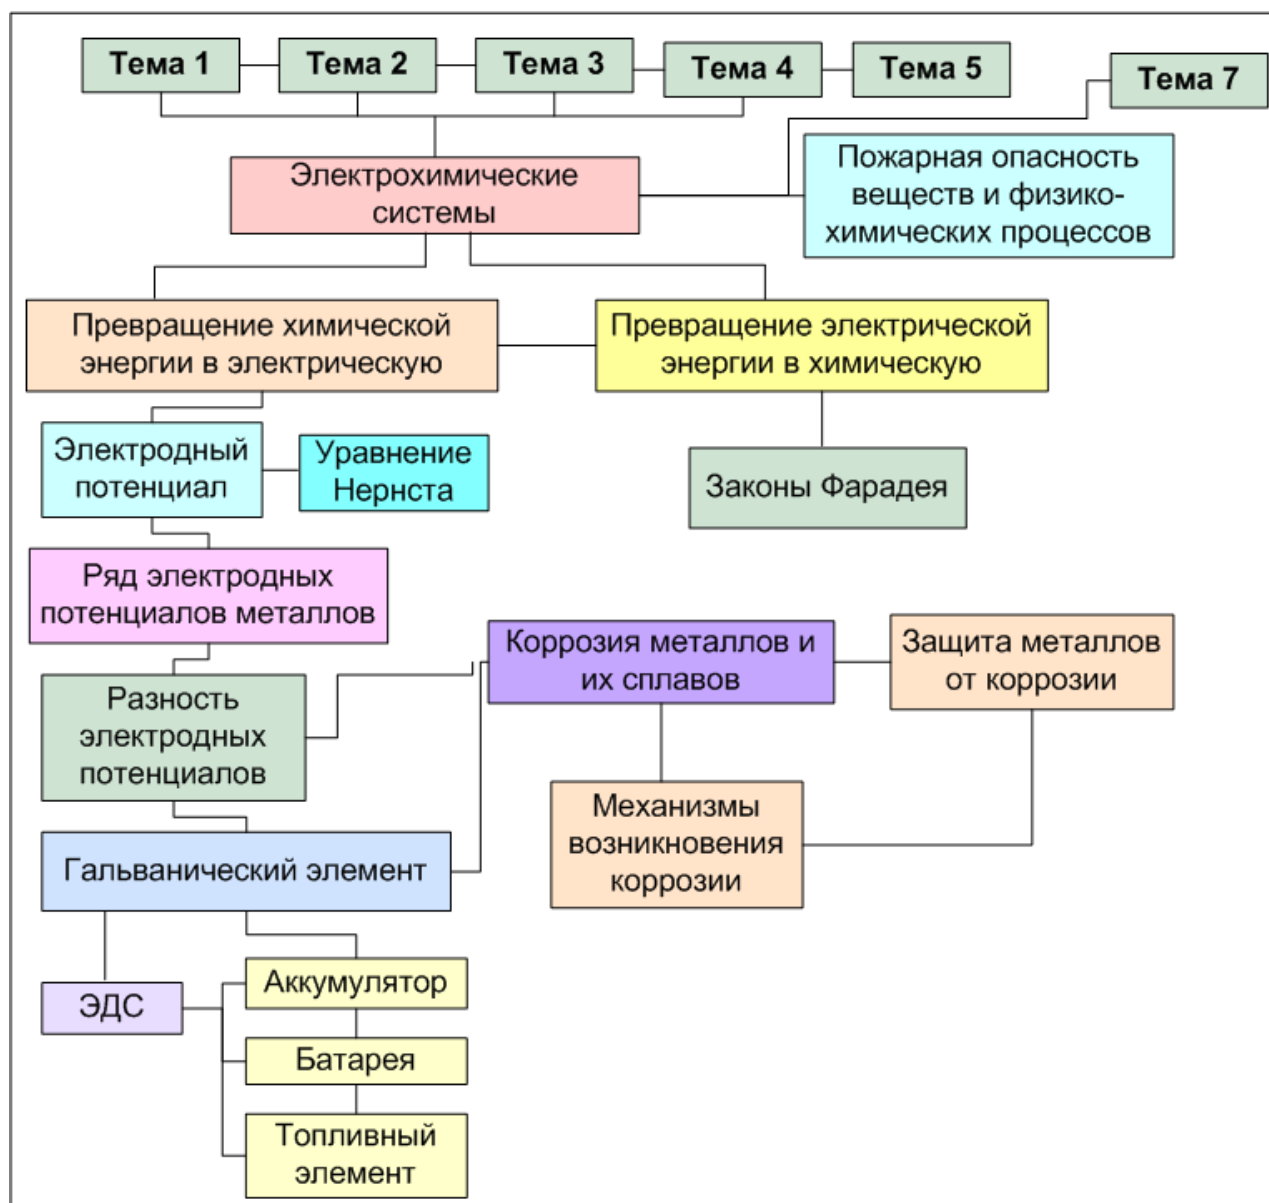 Тема 1
Тема 2
Тема 3
Тема 4
Тема 5
Тема 7
Электрохимические
системы
Пожарная опасность
веществ и физико-
химических процессов
Превращение химической
энергии в электрическую
Превращение электрической
энергии в химическую
Электродный
потенциал
Уравнение
Нернста
Законы Фарадея
Ряд электродных
потенциалов металлов
Коррозия металлов и
их сплавов
Защита металлов
от коррозии
Разность
электродных
потенциалов
Механизмы
возникновения
коррозии
Гальванический элемент
Аккумулятор
ЭДС
Батарея
Топливный
элемент